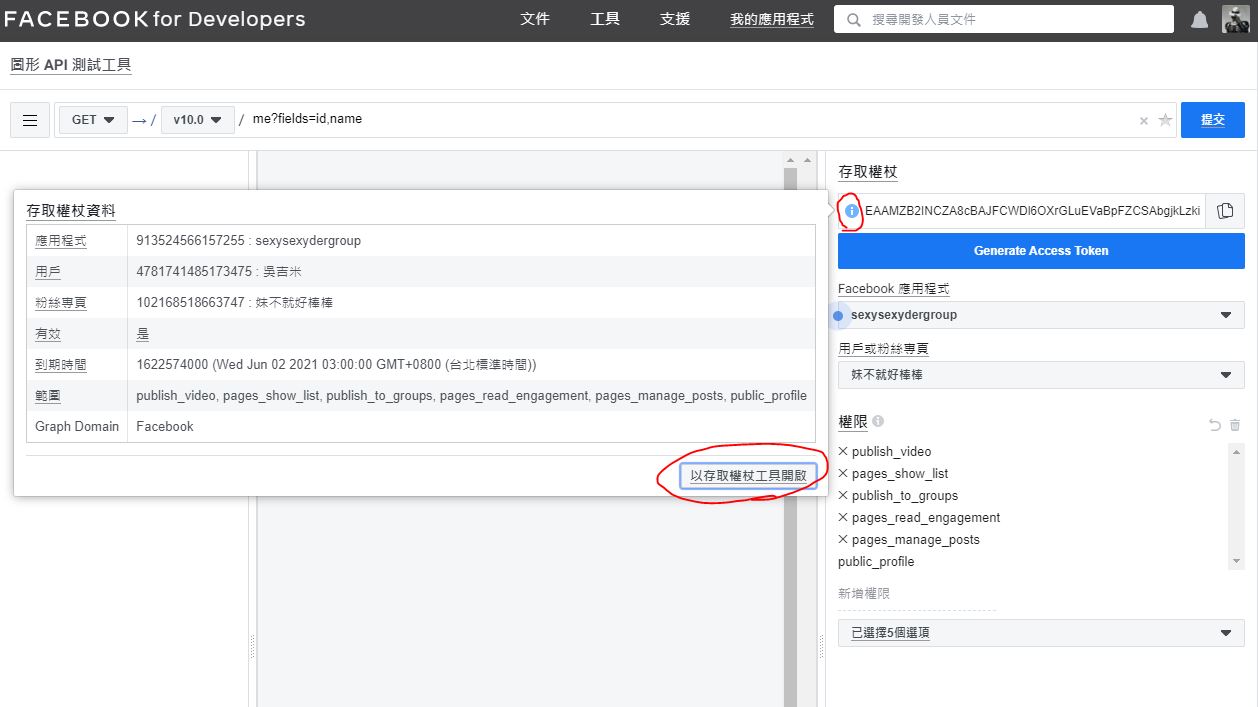 FACEBOOK for Developers 文件 工具 支援 我的應用程式 搜尋開發人員文件
圖形 API 測試工具
GET → / v10.0 / me?fields=id,name × 提交
存取權杖
EAAMZB2INCZA8cBAJFCWDl6OXrGLuEVaBpFZCSAbgjkLzki
Generate Access Token
Facebook 應用程式
sexysexydergroup
用戶或粉絲專頁
妹不就好棒棒
權限
publish_video
pages_show_list
publish_to_groups
pages_read_engagement
pages_manage_posts
public_profile
新增權限
已選擇5個選項
存取權杖資料
應用程式 913524566157255 : sexysexydergroup
用戶 4781741485173475 : 吳吉米
粉絲專頁 102168518663747 : 妹不就好棒棒
有效 是
到期時間 1622574000 (Wed Jun 02 2021 03:00:00 GMT+0800 (台北標準時間))
範圍 publish_video, pages_show_list, publish_to_groups, pages_read_engagement, pages_manage_posts, public_profile
Graph Domain Facebook
以存取權杖工具開啟